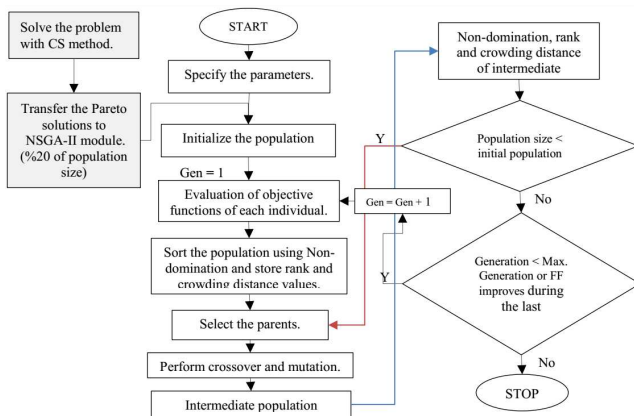 Solve the problem
with CS method.
Transfer the Pareto
solutions to
NSGA-II module.
(%20 of population
size)
START
Specify the parameters.
Initialize the population
Gen = 1
Evaluation of objective
functions of each individual.
Gen = Gen + 1
Sort the population using Non-
domination and store rank and
crowding distance values.
Select the parents.
Perform crossover and mutation.
Intermediate population
Non-domination, rank
and crowding distance
of intermediate
Y
Population size <
initial population
No
Generation < Max.
Generation or FF
improves during
the last
Y
No
STOP